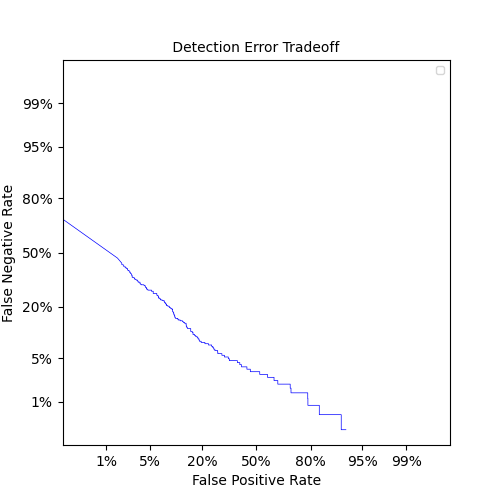 Detection Error Tradeoff
99%
95%
80%
50%
20%
5%
1%
False Negative Rate
1% 5% 20% 50% 80% 95% 99%
False Positive Rate